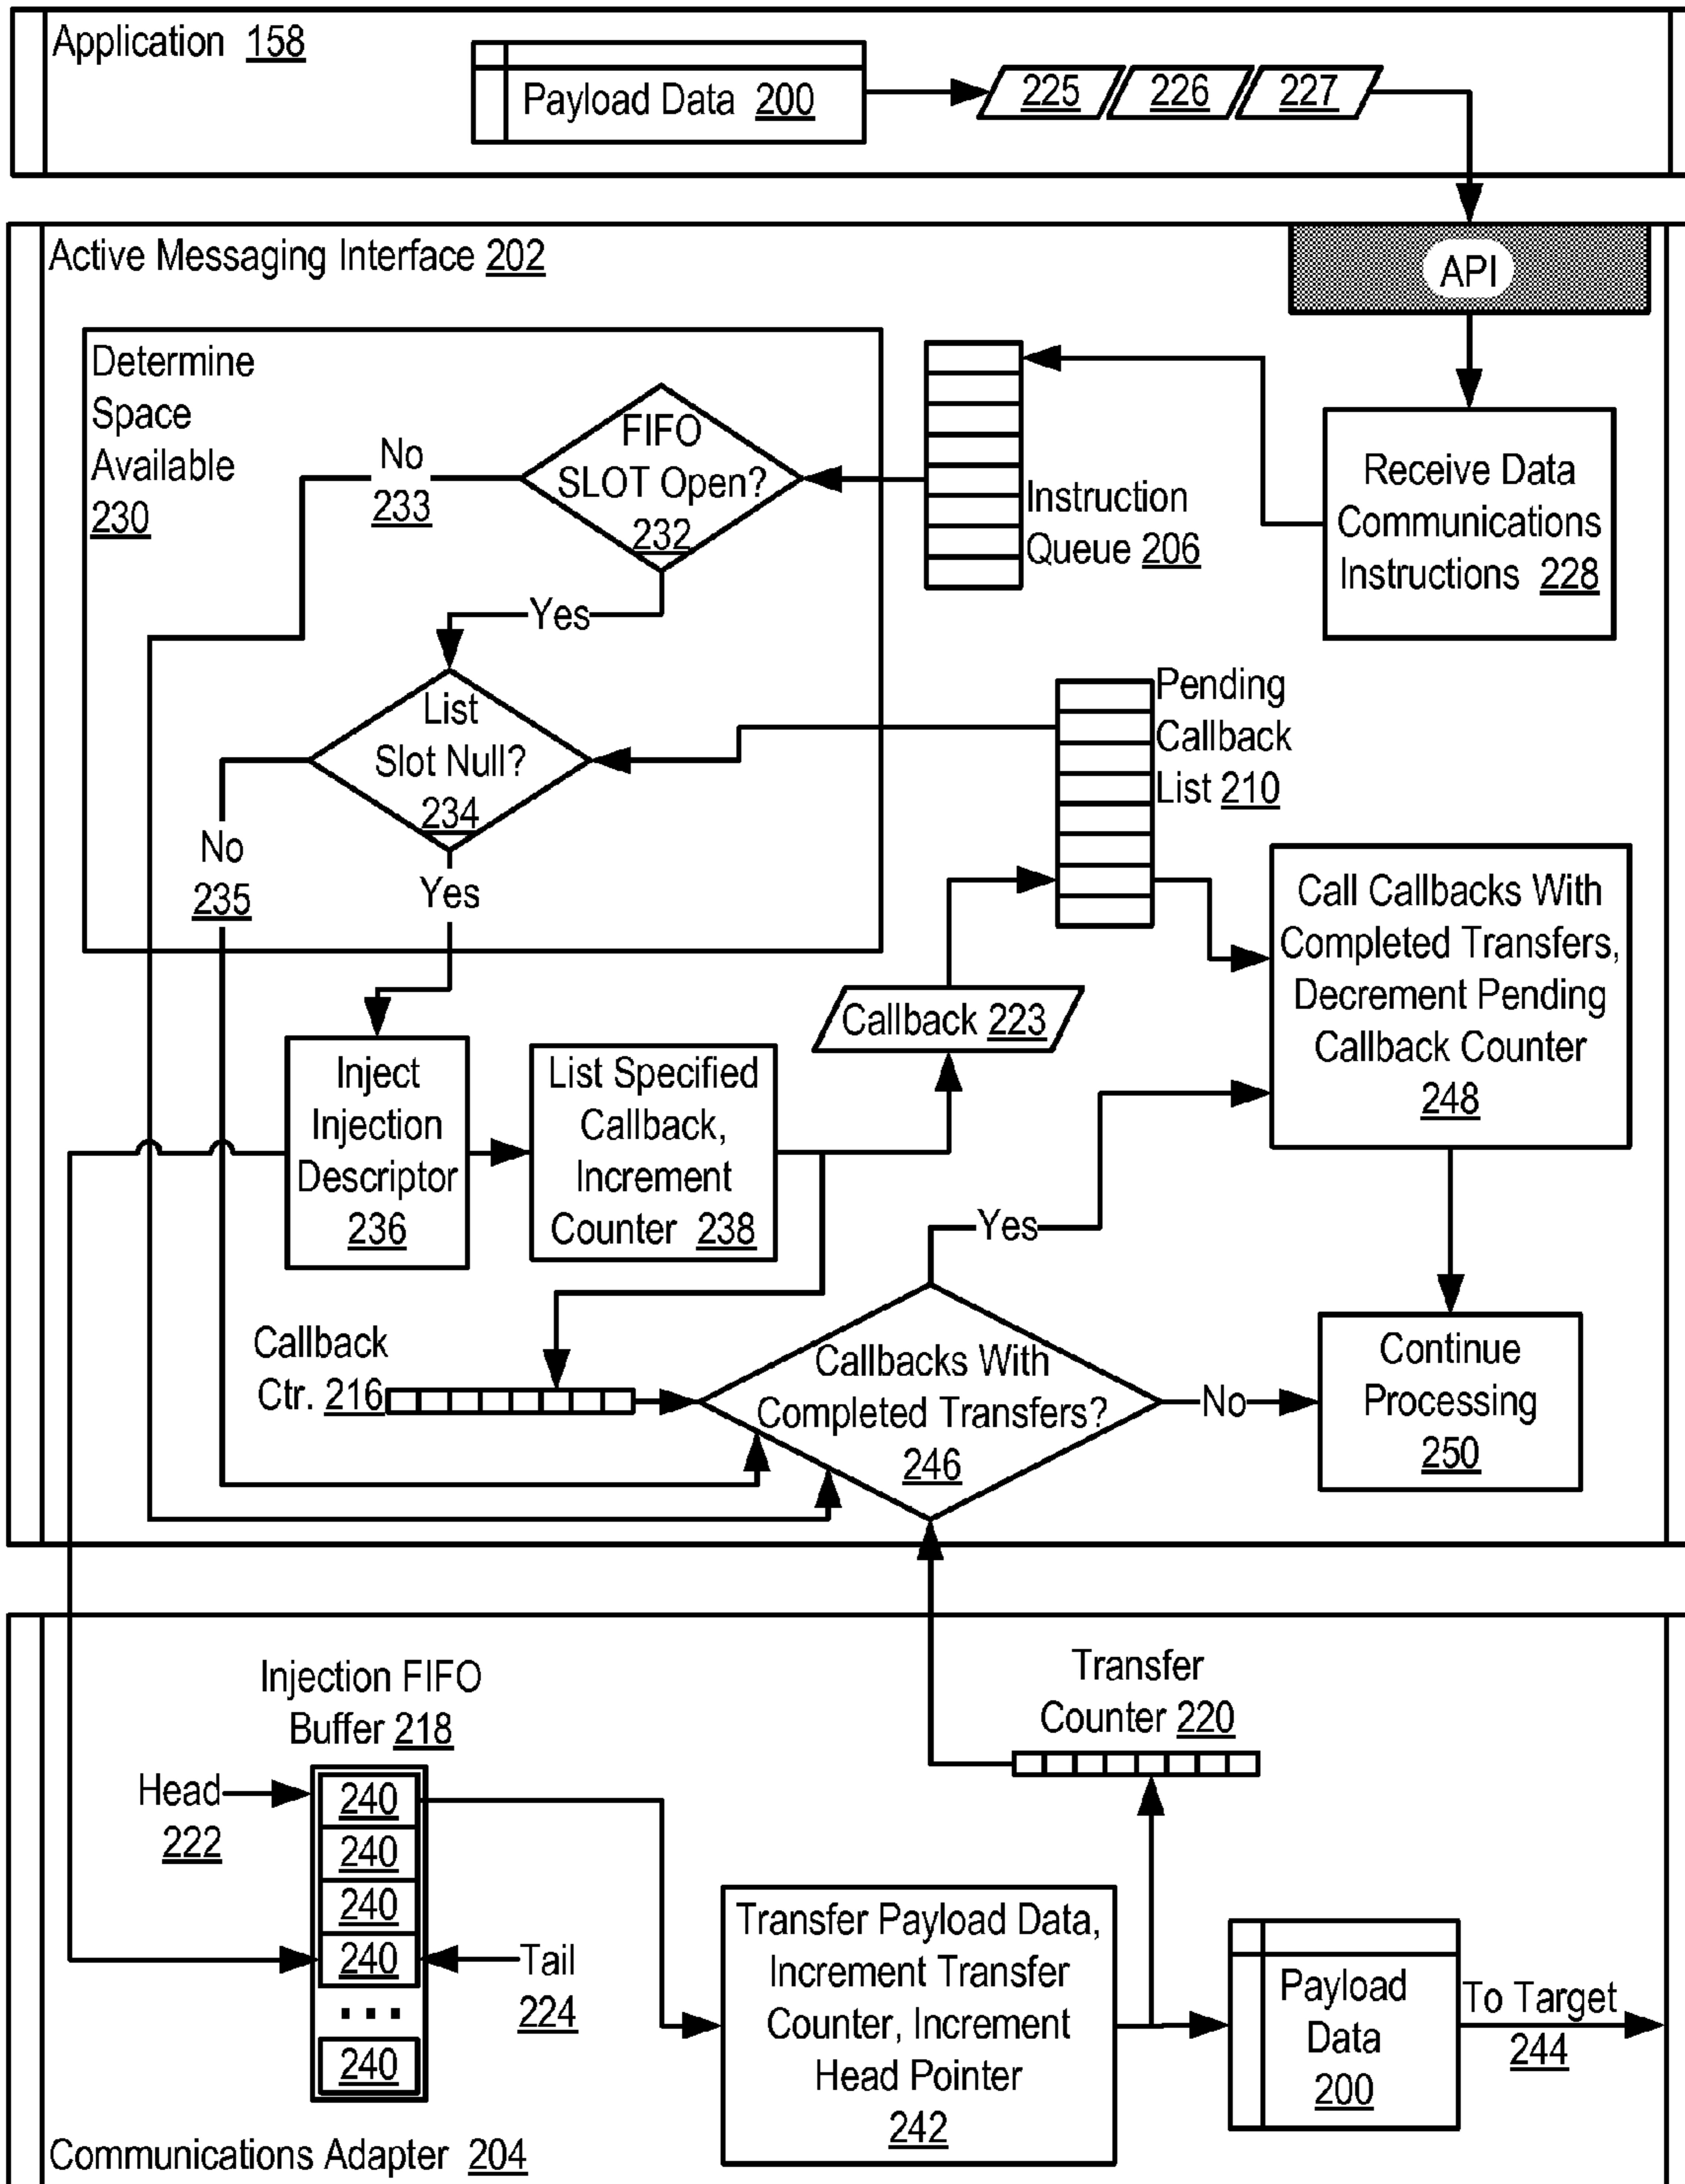 Application 158
Payload Data 200
225
226
227
Active Messaging Interface 202
API
Determine
Space
Available
230
FIFO
SLOT Open?
232
No
233
Yes
Instruction
Queue 206
Receive Data
Communications
Instructions 228
List
Slot Null?
234
No
235
Yes
Pending
Callback
List 210
Call Callbacks With
Completed Transfers,
Decrement Pending
Callback Counter
248
Callback 223
Inject
Injection
Descriptor
236
List Specified
Callback,
Increment
Counter 238
Yes
Callback
Ctr. 216
Callbacks With
Completed Transfers?
246
No
Continue
Processing
250
Injection FIFO
Buffer 218
Head
222
240
240
240
240
...
240
Tail
224
Transfer
Counter 220
Transfer Payload Data,
Increment Transfer
Counter, Increment
Head Pointer
242
Payload
Data
200
To Target
244
Communications Adapter 204